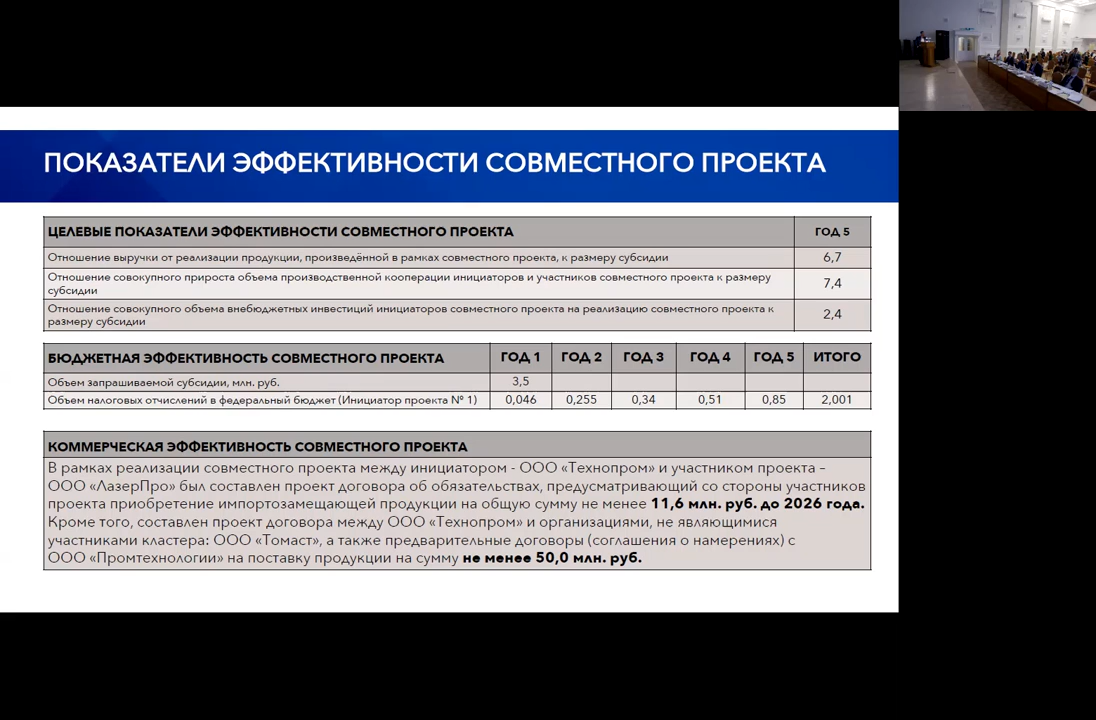 ПОКАЗАТЕЛИ ЭФФЕКТИВНОСТИ СОВМЕСТНОГО ПРОЕКТА
ЦЕЛЕВЫЕ ПОКАЗАТЕЛИ ЭФФЕКТИВНОСТИ СОВМЕСТНОГО ПРОЕКТА ГОД 5
Отношение выручки от реализации продукции, произведённой в рамках совместного проекта, к размеру субсидии 6,7
Отношение совокупного прироста объема производственной кооперации инициаторов и участников совместного проекта к размеру
субсидии 7,4
Отношение совокупного объема внебюджетных инвестиций инициаторов совместного проекта на реализацию совместного проекта к
размеру субсидии 2,4
БЮДЖЕТНАЯ ЭФФЕКТИВНОСТЬ СОВМЕСТНОГО ПРОЕКТА ГОД 1 ГОД 2 ГОД 3 ГОД 4 ГОД 5 ИТОГО
Объем запрашиваемой субсидии, млн. руб. 3,5
Объем налоговых отчислений в федеральный бюджет (Инициатор проекта № 1) 0,046 0,255 0,34 0,51 0,85 2,001
КОММЕРЧЕСКАЯ ЭФФЕКТИВНОСТЬ СОВМЕСТНОГО ПРОЕКТА
В рамках реализации совместного проекта между инициатором - ООО «Технопром» и участником проекта –
ООО «ЛазерПро» был составлен проект договора об обязательствах, предусматривающий со стороны участников
проекта приобретение импортозамещающей продукции на общую сумму не менее 11,6 млн. руб. до 2026 года.
Кроме того, составлен проект договора между ООО «Технопром» и организациями, не являющимися
участниками кластера: ООО «Томаст», а также предварительные договоры (соглашения о намерениях) с
ООО «Промтехнологии» на поставку продукции на сумму не менее 50,0 млн. руб.